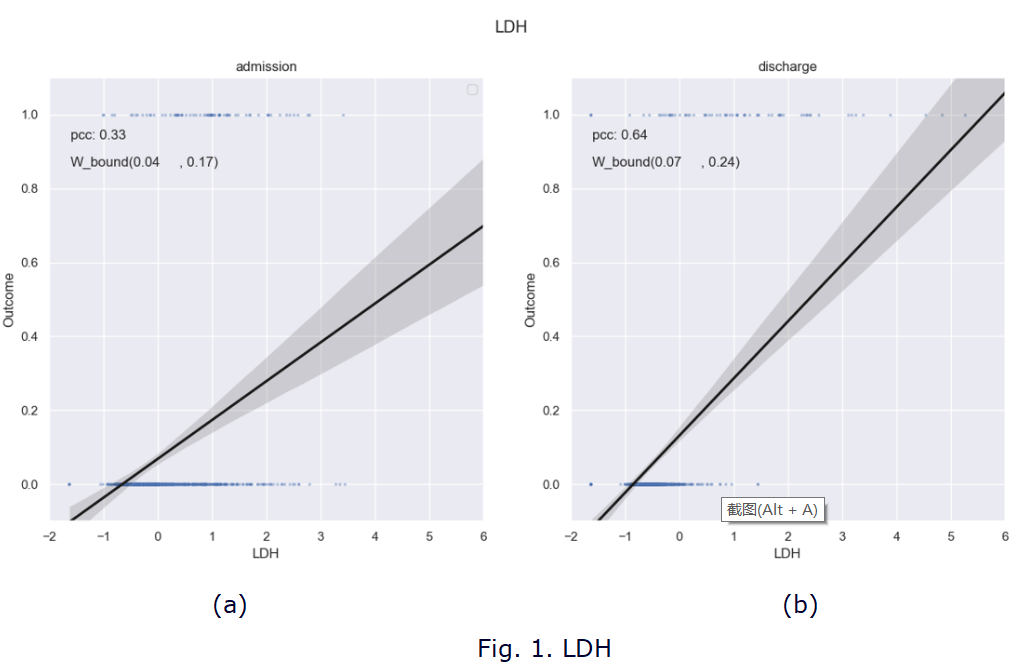 LDH
admission
discharge
1.0
0.8
0.6
0.4
0.2
0.0
Outcome
pcc: 0.33
W_bound(0.04 , 0.17)
−2 −1 0 1 2 3 4 5 6
LDH
1.0
0.8
0.6
0.4
0.2
0.0
Outcome
pcc: 0.64
W_bound(0.07 , 0.24)
截图(Alt + A)
−2 −1 0 1 2 3 4 5 6
LDH
(a)
(b)
Fig. 1. LDH